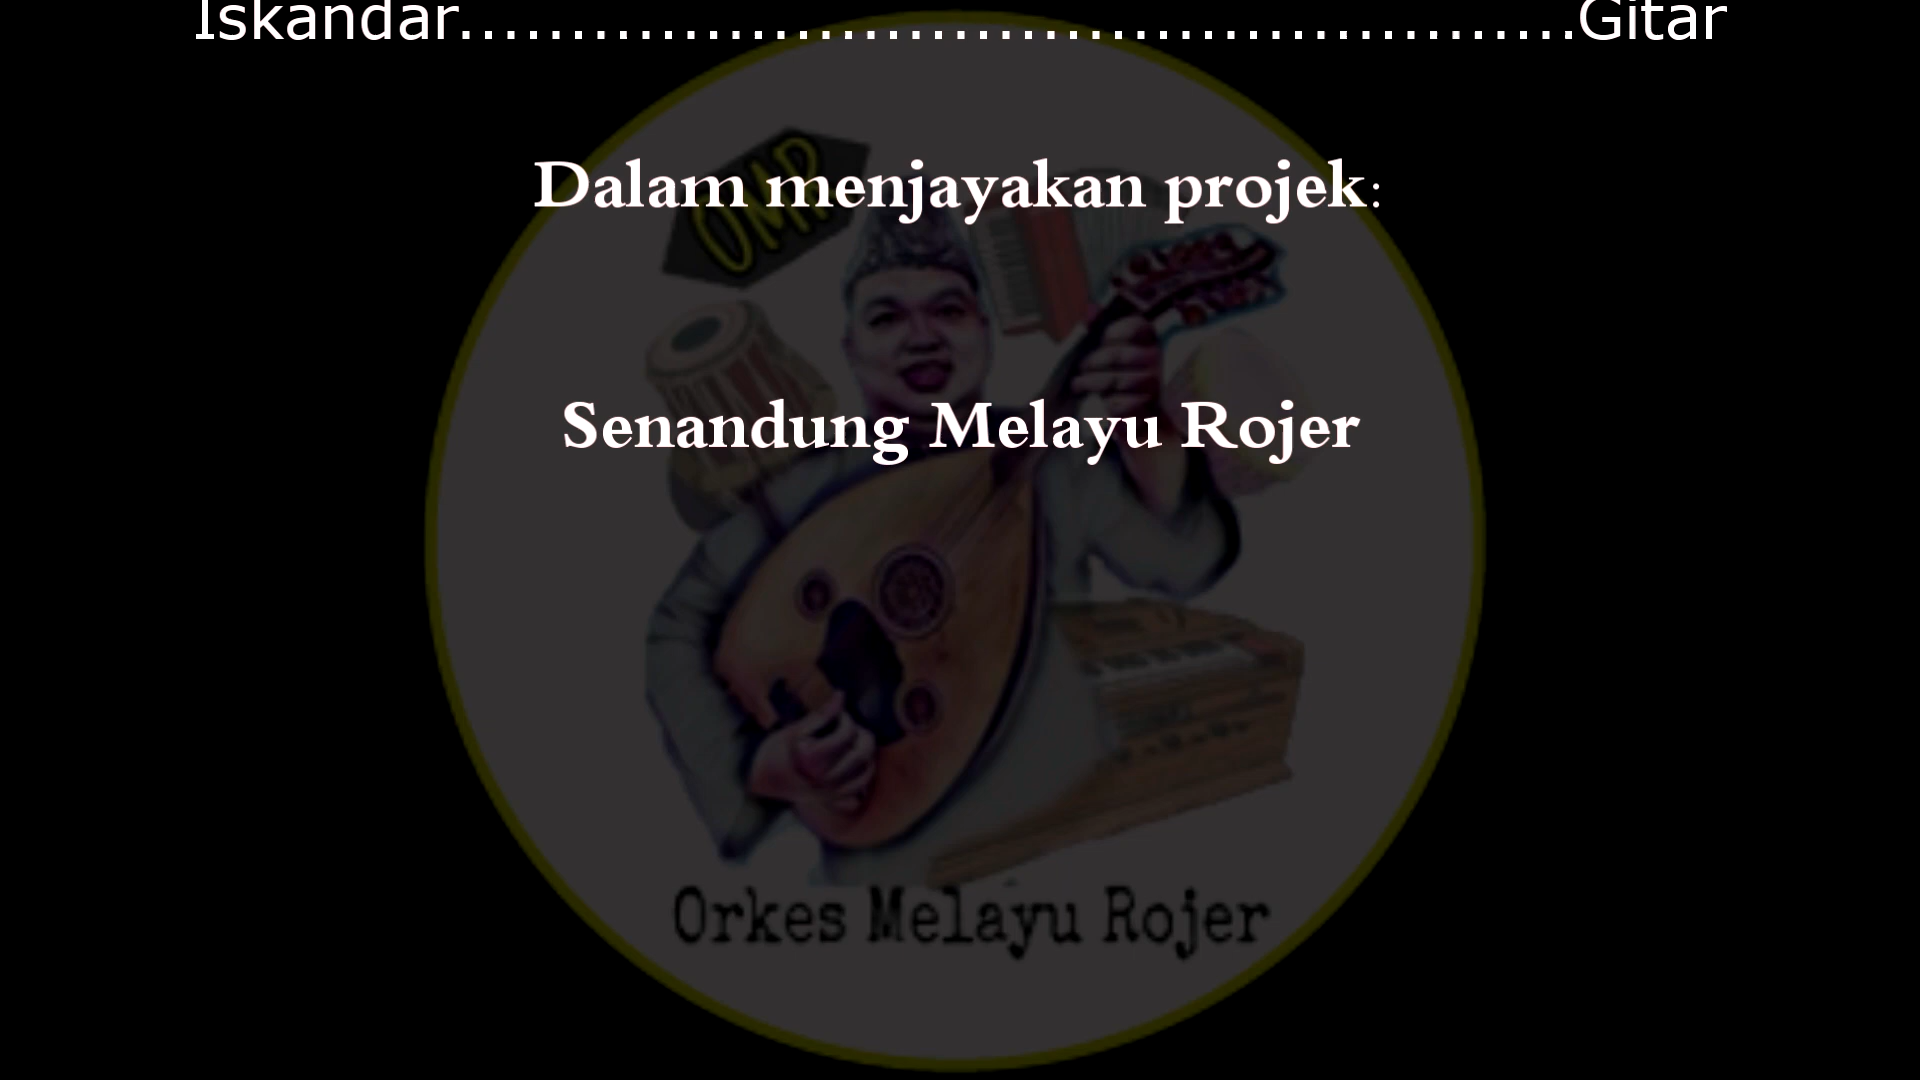 Iskandar...................................................Gitar
Dalam menjayakan projek:
OMR
Senandung Melayu Rojer
Orkes Melayu Rojer